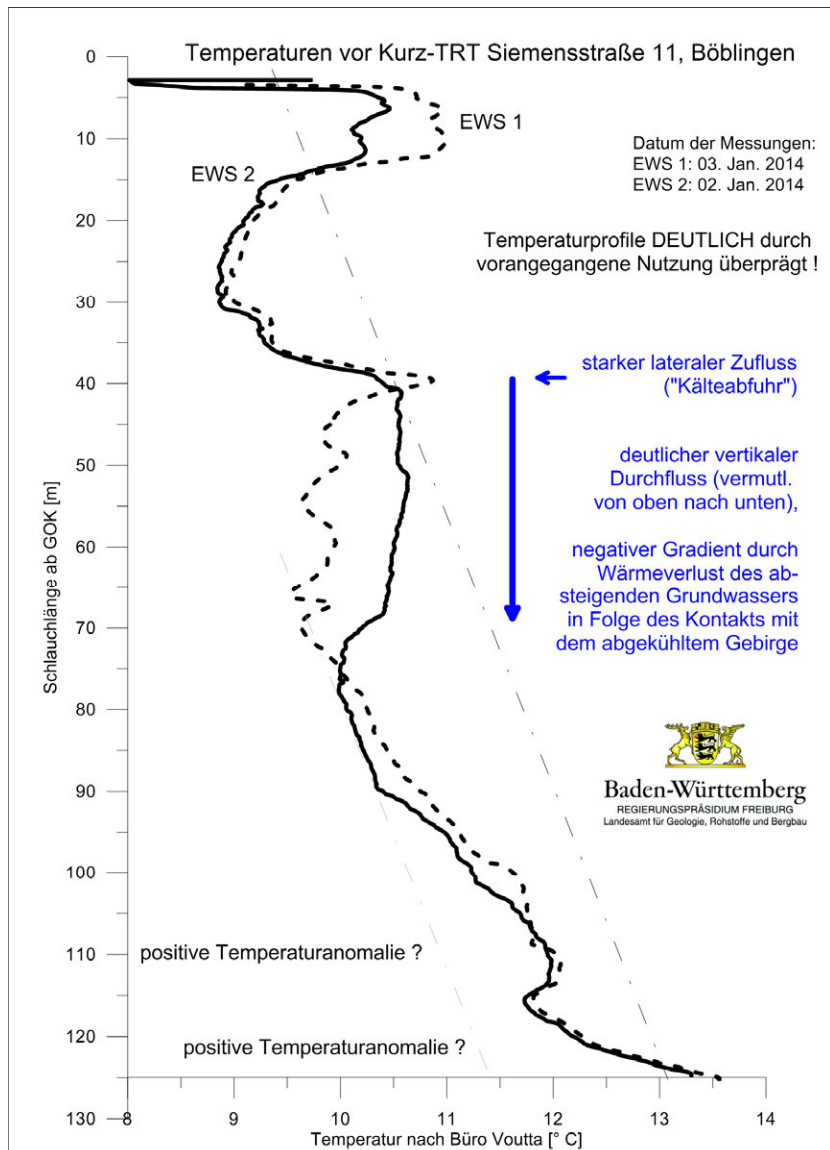 Temperaturen vor Kurz-TRT Siemensstraße 11, Böblingen
EWS 1
EWS 2
Datum der Messungen:
EWS 1: 03. Jan. 2014
EWS 2: 02. Jan. 2014
Temperaturprofile DEUTLICH durch
vorangegangene Nutzung überprägt !
starker lateraler Zufluss
("Kälteabfuhr")
deutlicher vertikaler
Durchfluss (vermutl.
von oben nach unten),
negativer Gradient durch
Wärmeverlust des ab-
steigenden Grundwassers
in Folge des Kontakts mit
dem abgekühltem Gebirge
Baden-Württemberg
REGIERUNGSPRÄSIDIUM FREIBURG
Landesamt für Geologie, Rohstoffe und Bergbau
positive Temperaturanomalie ?
positive Temperaturanomalie ?
Schlauchlänge ab GOK [m]
0
10
20
30
40
50
60
70
80
90
100
110
120
130
8
9
10
11
12
13
14
Temperatur nach Büro Voutta [° C]